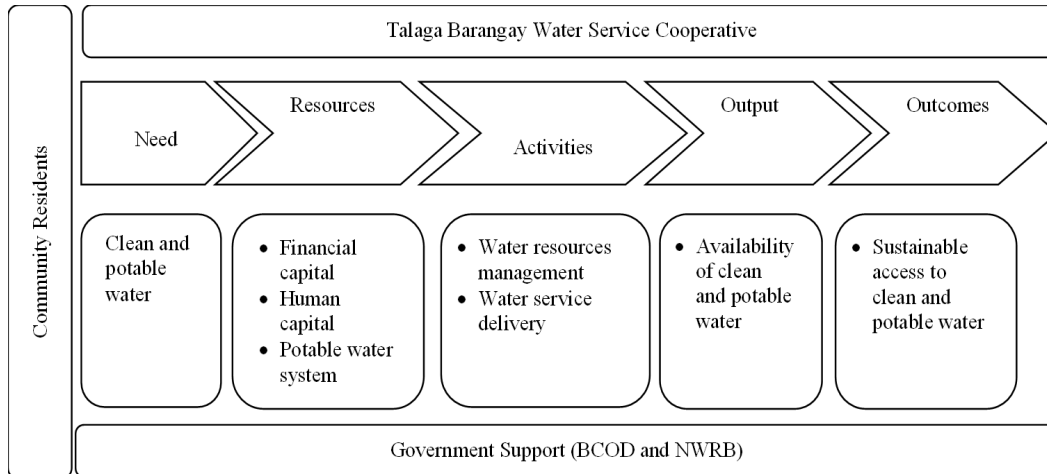 Community Residents
Talaga Barangay Water Service Cooperative
Need
Resources
Activities
Output
Outcomes
Clean and
potable
water
• Financial
capital
• Human
capital
• Potable water
system
• Water resources
management
• Water service
delivery
• Availability
of clean
and potable
water
• Sustainable
access to
clean and
potable water
Government Support (BCOD and NWRB)